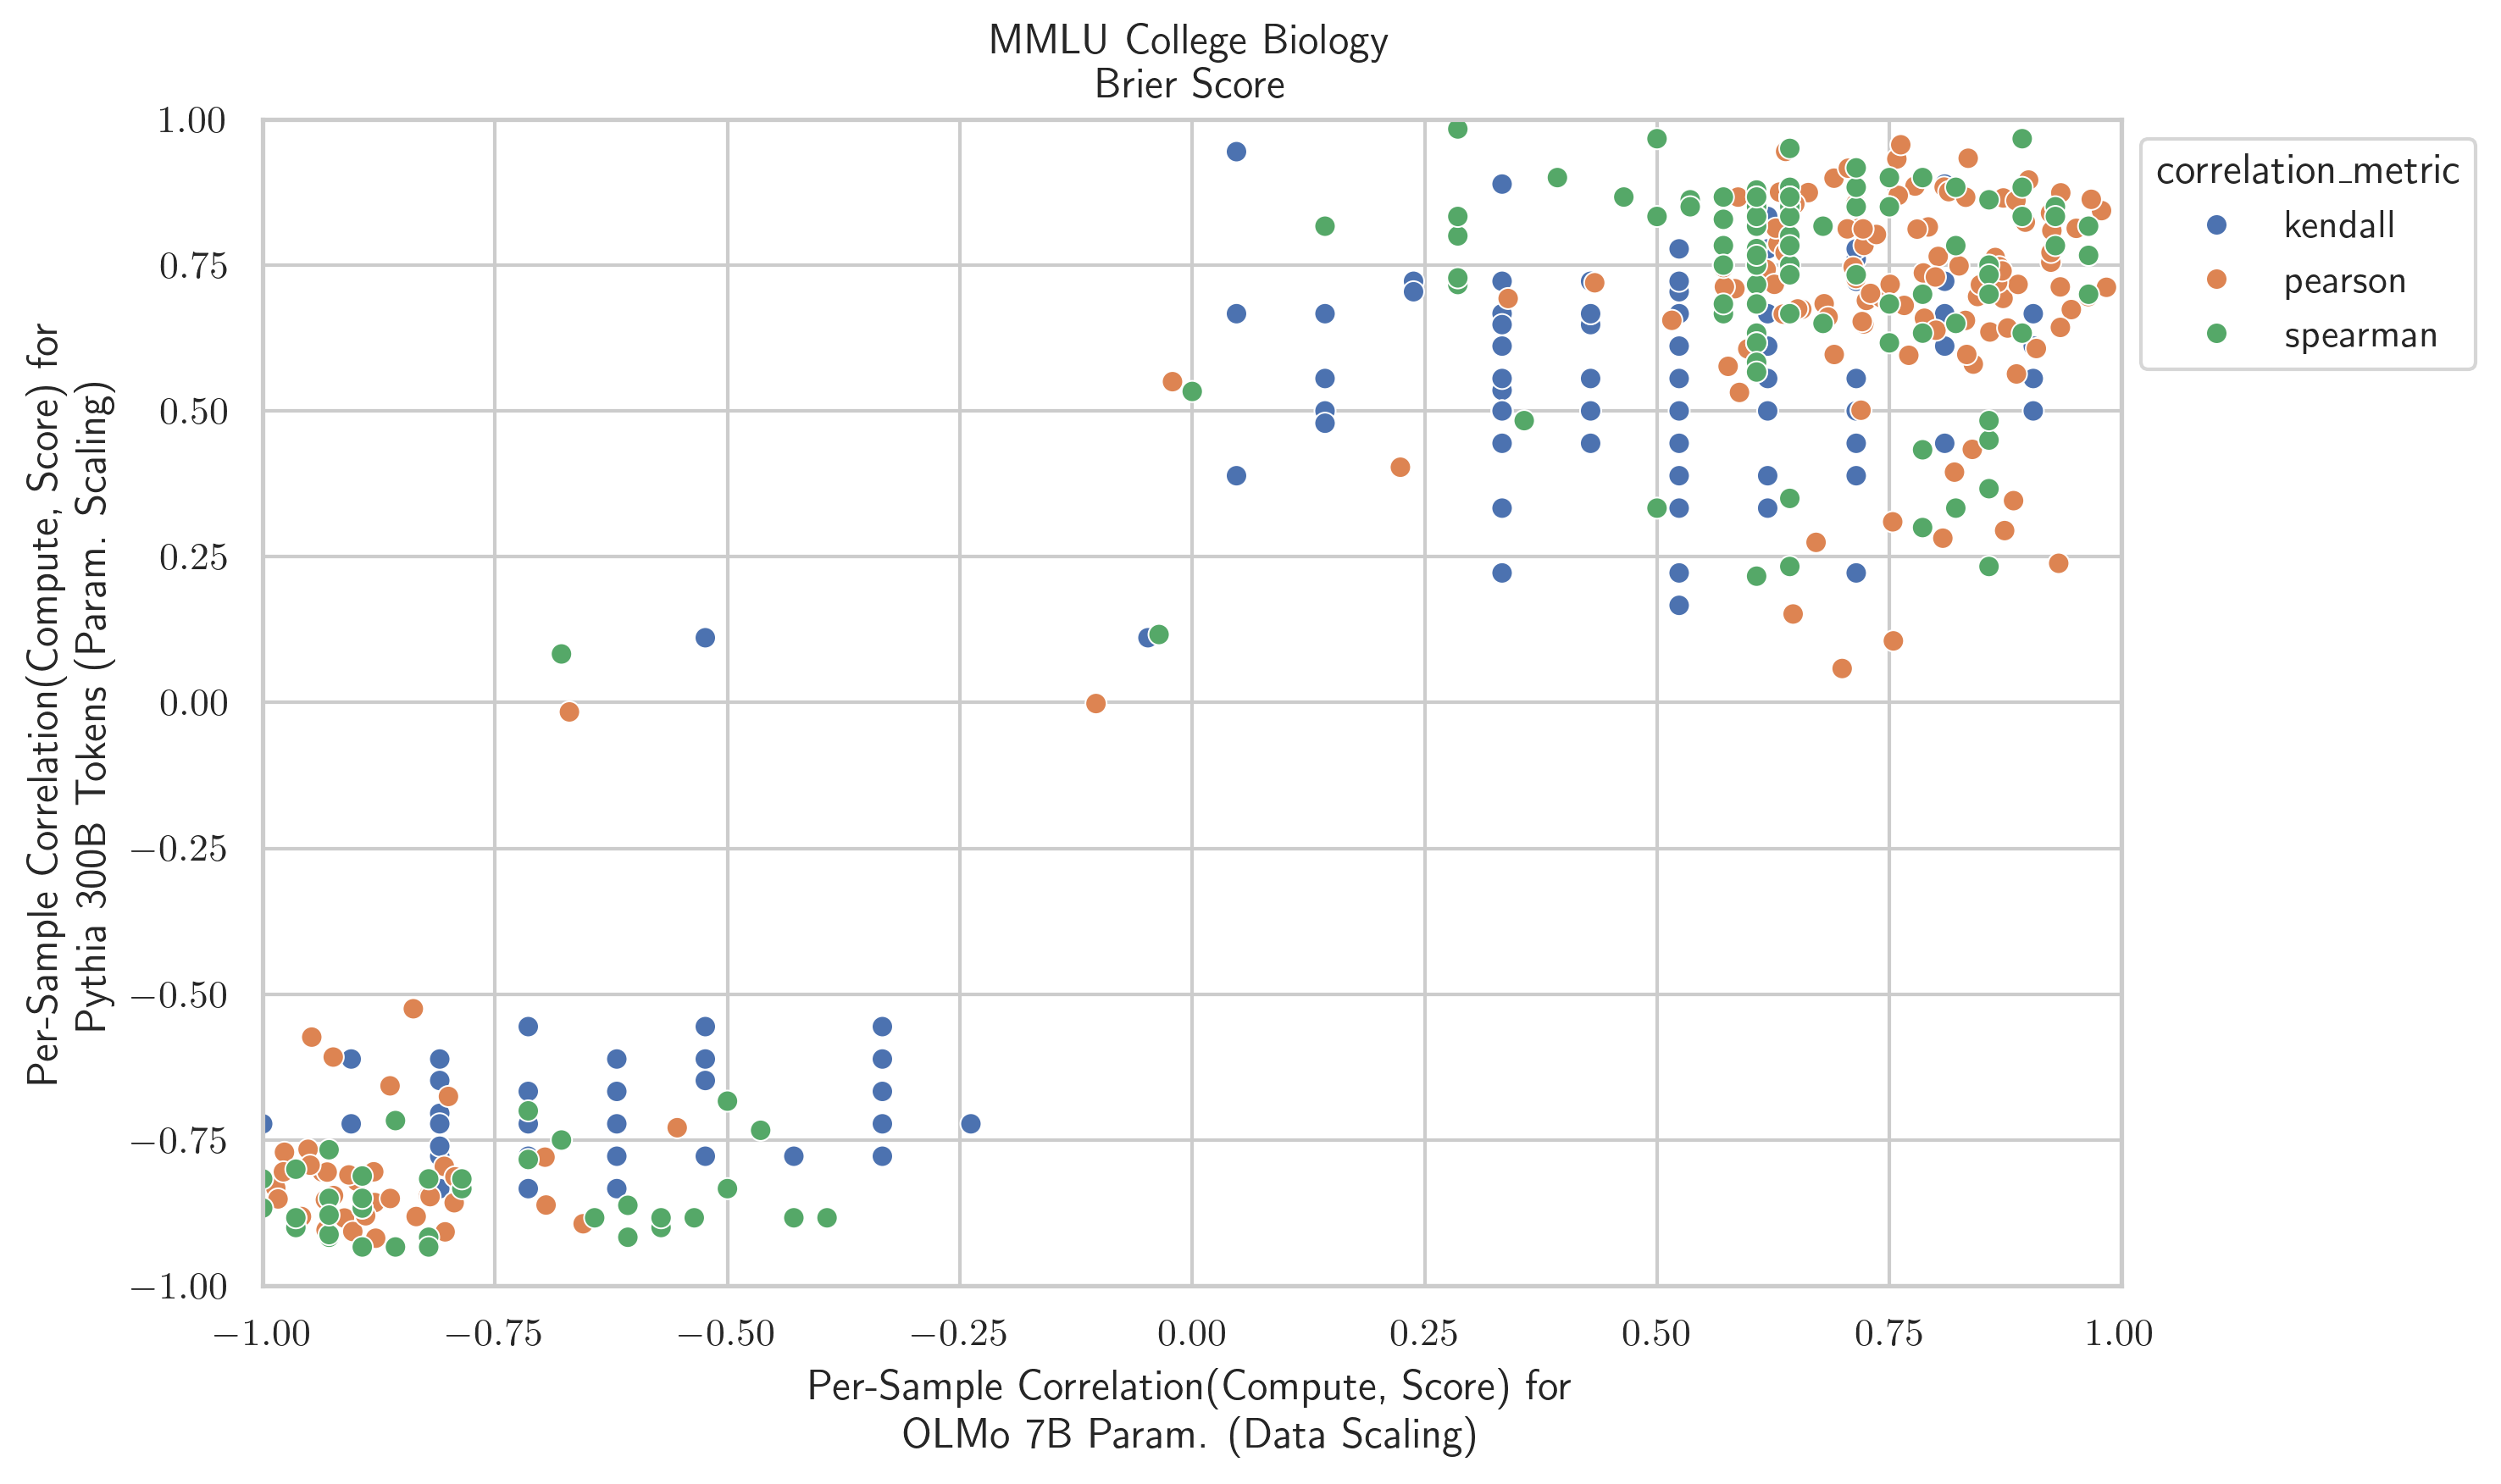 MMLU College Biology
Brier Score
Per-Sample Correlation(Compute, Score) for
Pythia 300B Tokens (Param. Scaling)
1.00
0.75
0.50
0.25
0.00
−0.25
−0.50
−0.75
−1.00
−1.00 −0.75 −0.50 −0.25 0.00 0.25 0.50 0.75 1.00
Per-Sample Correlation(Compute, Score) for
OLMo 7B Param. (Data Scaling)
correlation_metric
kendall
pearson
spearman